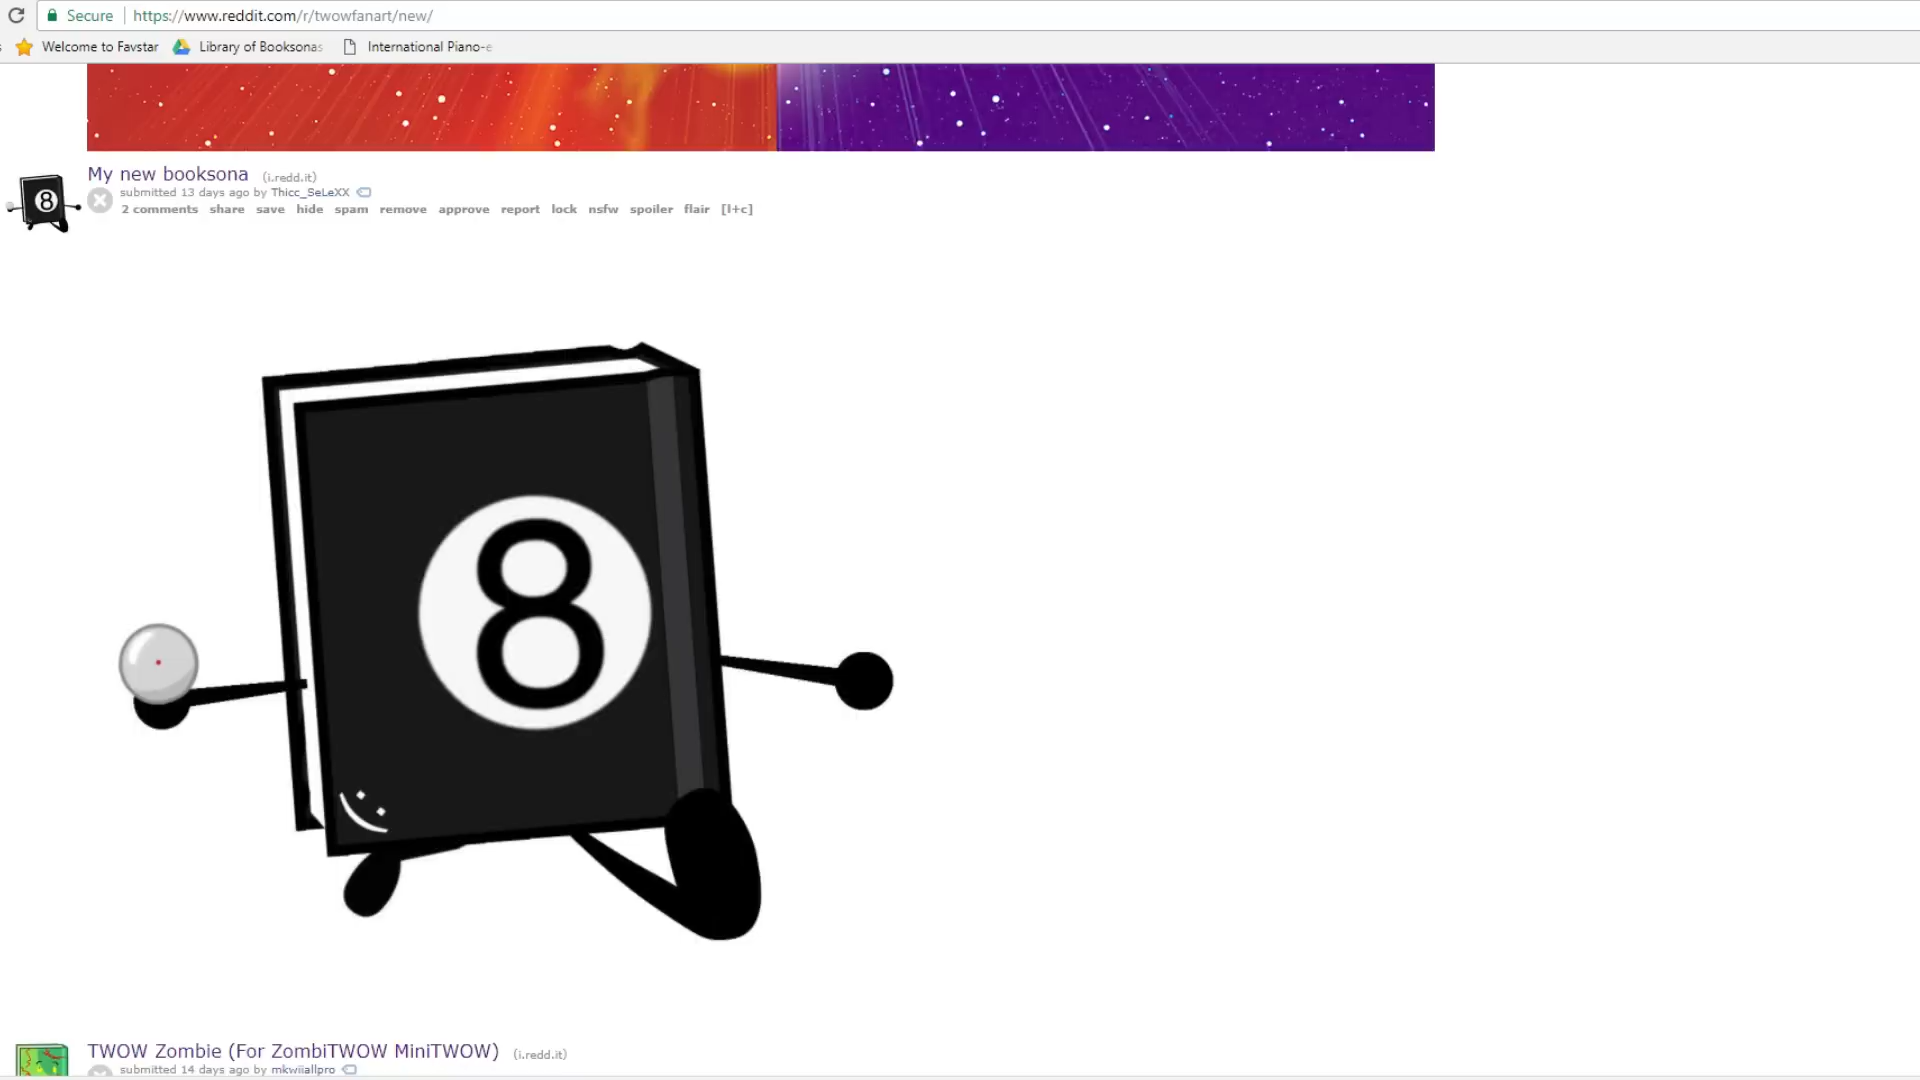 Secure https://www.reddit.com/r/twowfanart/new/
Welcome to Favstar Library of Booksonas International Piano-e
My new booksona (i.redd.it)
submitted 13 days ago by Thicc_SeLeXX
2 comments share save hide spam remove approve report lock nsfw spoiler flair [l+c]
8
8
TWOW Zombie (For ZombiTWOW MiniTWOW) (i.redd.it)
submitted 14 days ago by mkwiiallpro